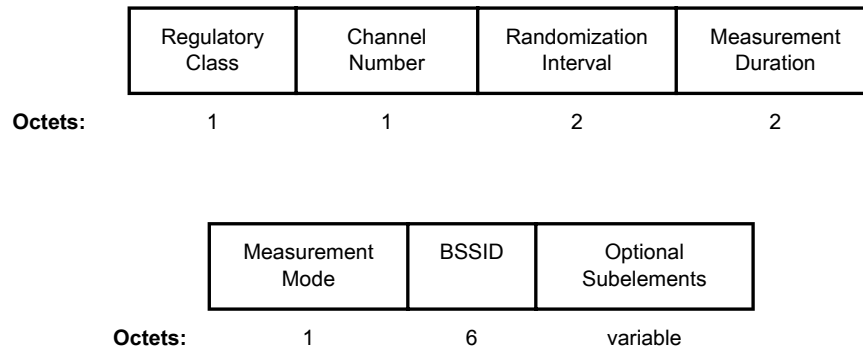 Regulatory Channel Randomization Measurement
Class Number Interval Duration
Octets: 1 1 2 2
Measurement BSSID Optional
Mode Subelements
Octets: 1 6 variable